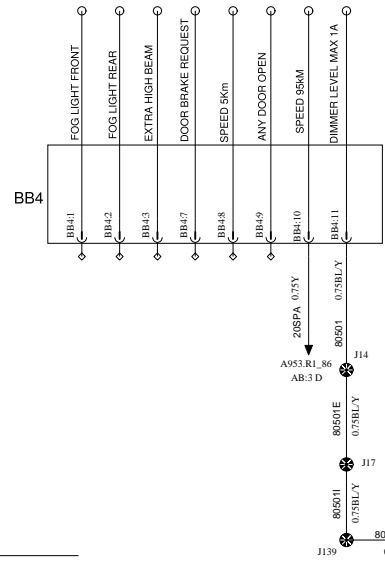 FOG LIGHT FRONT
FOG LIGHT REAR
EXTRA HIGH BEAM
DOOR BRAKE REQUEST
SPEED 5Km
ANY DOOR OPEN
SPEED 95kM
DIMMER LEVEL MAX 1A
BB4
BB4:1
BB4:2
BB4:3
BB4:7
BB4:8
BB4:9
BB4:10
BB4:11
20SPA 0.75Y
80501 0.75BL/Y
A953.R1_86
AB:3 D
J14
80501E
0.75BL/Y
J17
80501I
0.75BL/Y
J139
80